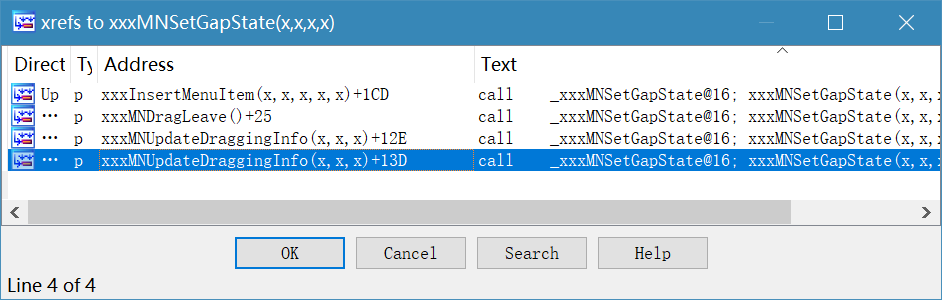 xrefs to xxxMNSetGapState(x,x,x,x)
Direct Ty Address Text
Up p xxxInsertMenuItem(x,x,x,x,x)+1CD call _xxxMNSetGapState@16; xxxMNSetGapState(x,x,x
... p xxxMNDragLeave()+25 call _xxxMNSetGapState@16; xxxMNSetGapState(x,x,x
... p xxxMNUpdateDraggingInfo(x,x,x)+12E call _xxxMNSetGapState@16; xxxMNSetGapState(x,x,x
... p xxxMNUpdateDraggingInfo(x,x,x)+13D call _xxxMNSetGapState@16; xxxMNSetGapState(x,x,x
OK Cancel Search Help
Line 4 of 4